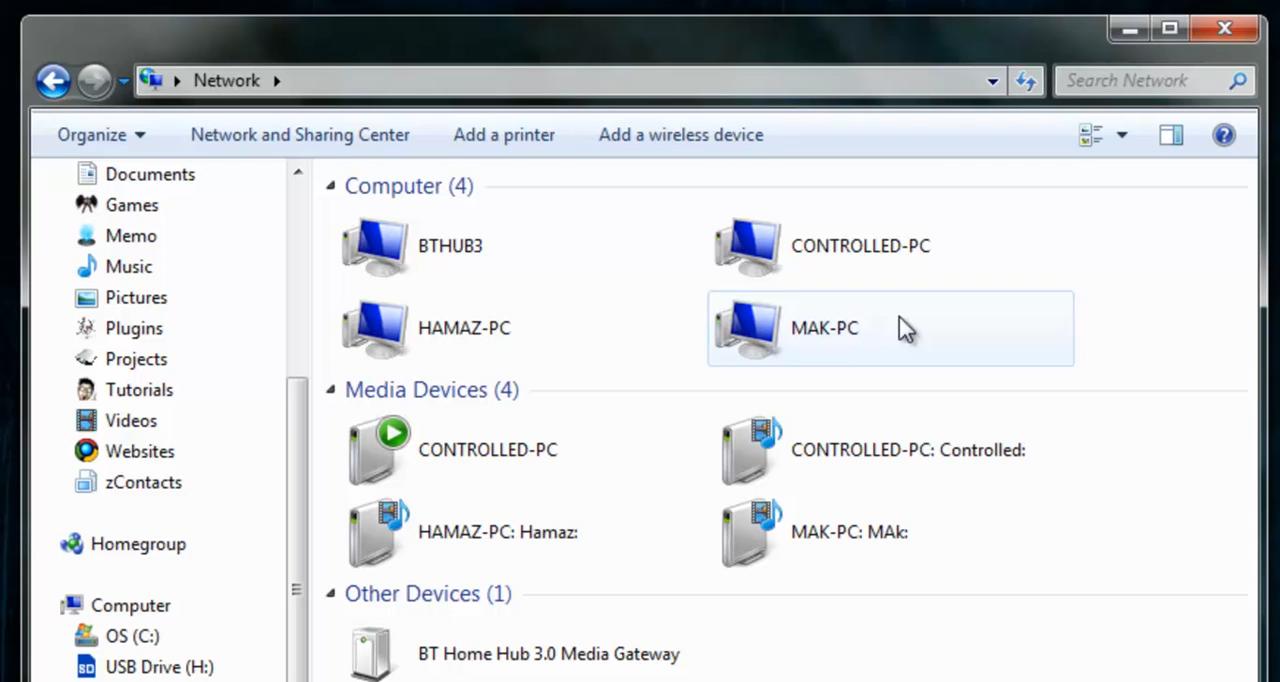 Network
Search Network
Organize
Network and Sharing Center
Add a printer
Add a wireless device
Documents
Games
Memo
Music
Pictures
Plugins
Projects
Tutorials
Videos
Websites
zContacts
Homegroup
Computer
OS (C:)
USB Drive (H:)
SD
Computer (4)
BTHUB3
CONTROLLED-PC
HAMAZ-PC
MAK-PC
Media Devices (4)
CONTROLLED-PC
CONTROLLED-PC: Controlled:
HAMAZ-PC: Hamaz:
MAK-PC: MAk:
Other Devices (1)
BT Home Hub 3.0 Media Gateway